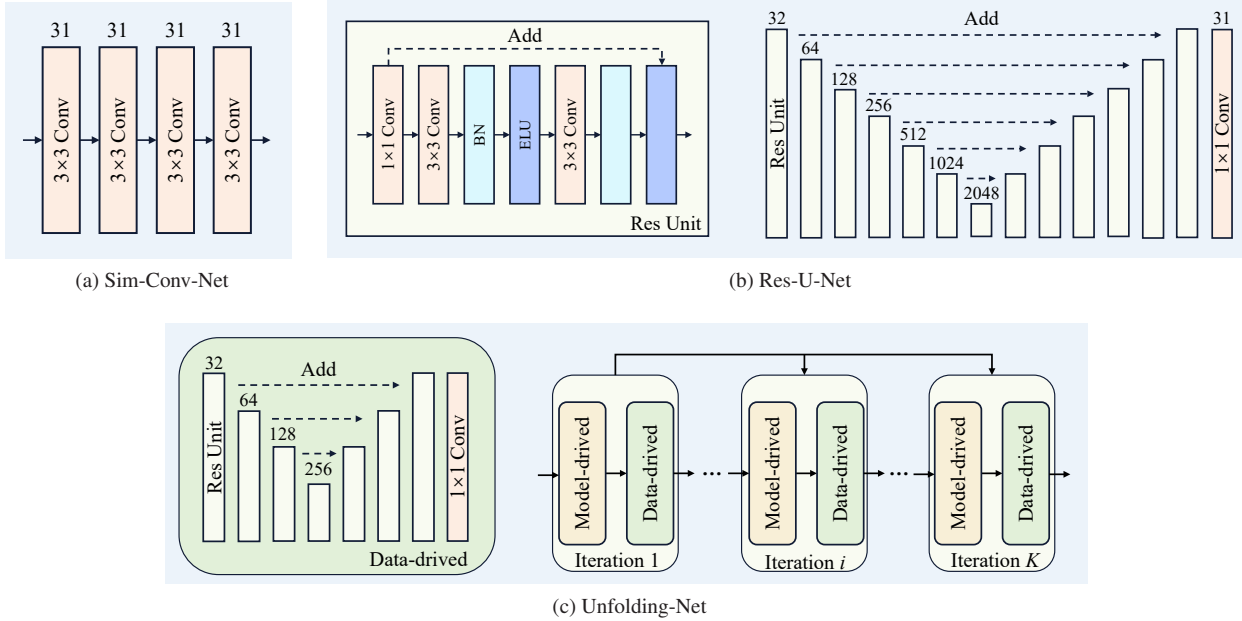 31 31 31 31
3×3 Conv
3×3 Conv
3×3 Conv
3×3 Conv
(a) Sim-Conv-Net
Add
1×1 Conv
3×3 Conv
BN
ELU
3×3 Conv
Res Unit
32
Add
31
64
128
256
512
1024
2048
Res Unit
1×1 Conv
(b) Res-U-Net
32
Add
64
128
256
Res Unit
1×1 Conv
Data-drived
Model-drived
Data-drived
Iteration 1
...
Model-drived
Data-drived
Iteration i
...
Model-drived
Data-drived
Iteration K
(c) Unfolding-Net